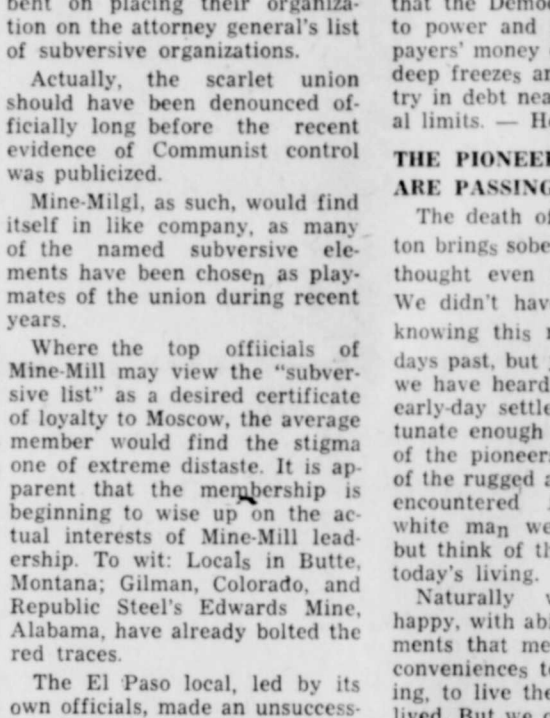 bent on placing their organiza-
tion on the attorney general's list
of subversive organizations.
Actually, the scarlet union
should have been denounced of-
ficially long before the recent
evidence of Communist control
was publicized.
Mine-Milgl, as such, would find
itself in like company, as many
of the named subversive ele-
ments have been chosen as play-
mates of the union during recent
years.
Where the top offiicials of
Mine-Mill may view the "subver-
sive list" as a desired certificate
of loyalty to Moscow, the average
member would find the stigma
one of extreme distaste. It is ap-
parent that the membership is
beginning to wise up on the ac-
tual interests of Mine-Mill lead-
ership. To wit: Locals in Butte,
Montana; Gilman, Colorado, and
Republic Steel's Edwards Mine,
Alabama, have already bolted the
red traces.
The El Paso local, led by its
own officials, made an unsuccess-
that the Democ
to power and
payers' money
deep freezes an
try in debt nea
al limits. — H
THE PIONEE
ARE PASSING
The death of
ton brings sobe
thought even
We didn't hav
knowing this
days past, but
we have heard
early-day settle
tunate enough
of the pioneer
of the rugged a
encountered
white man we
but think of th
today's living.
Naturally
happy, with ab
ments that me
conveniences to
ing, to live the
lived. But we